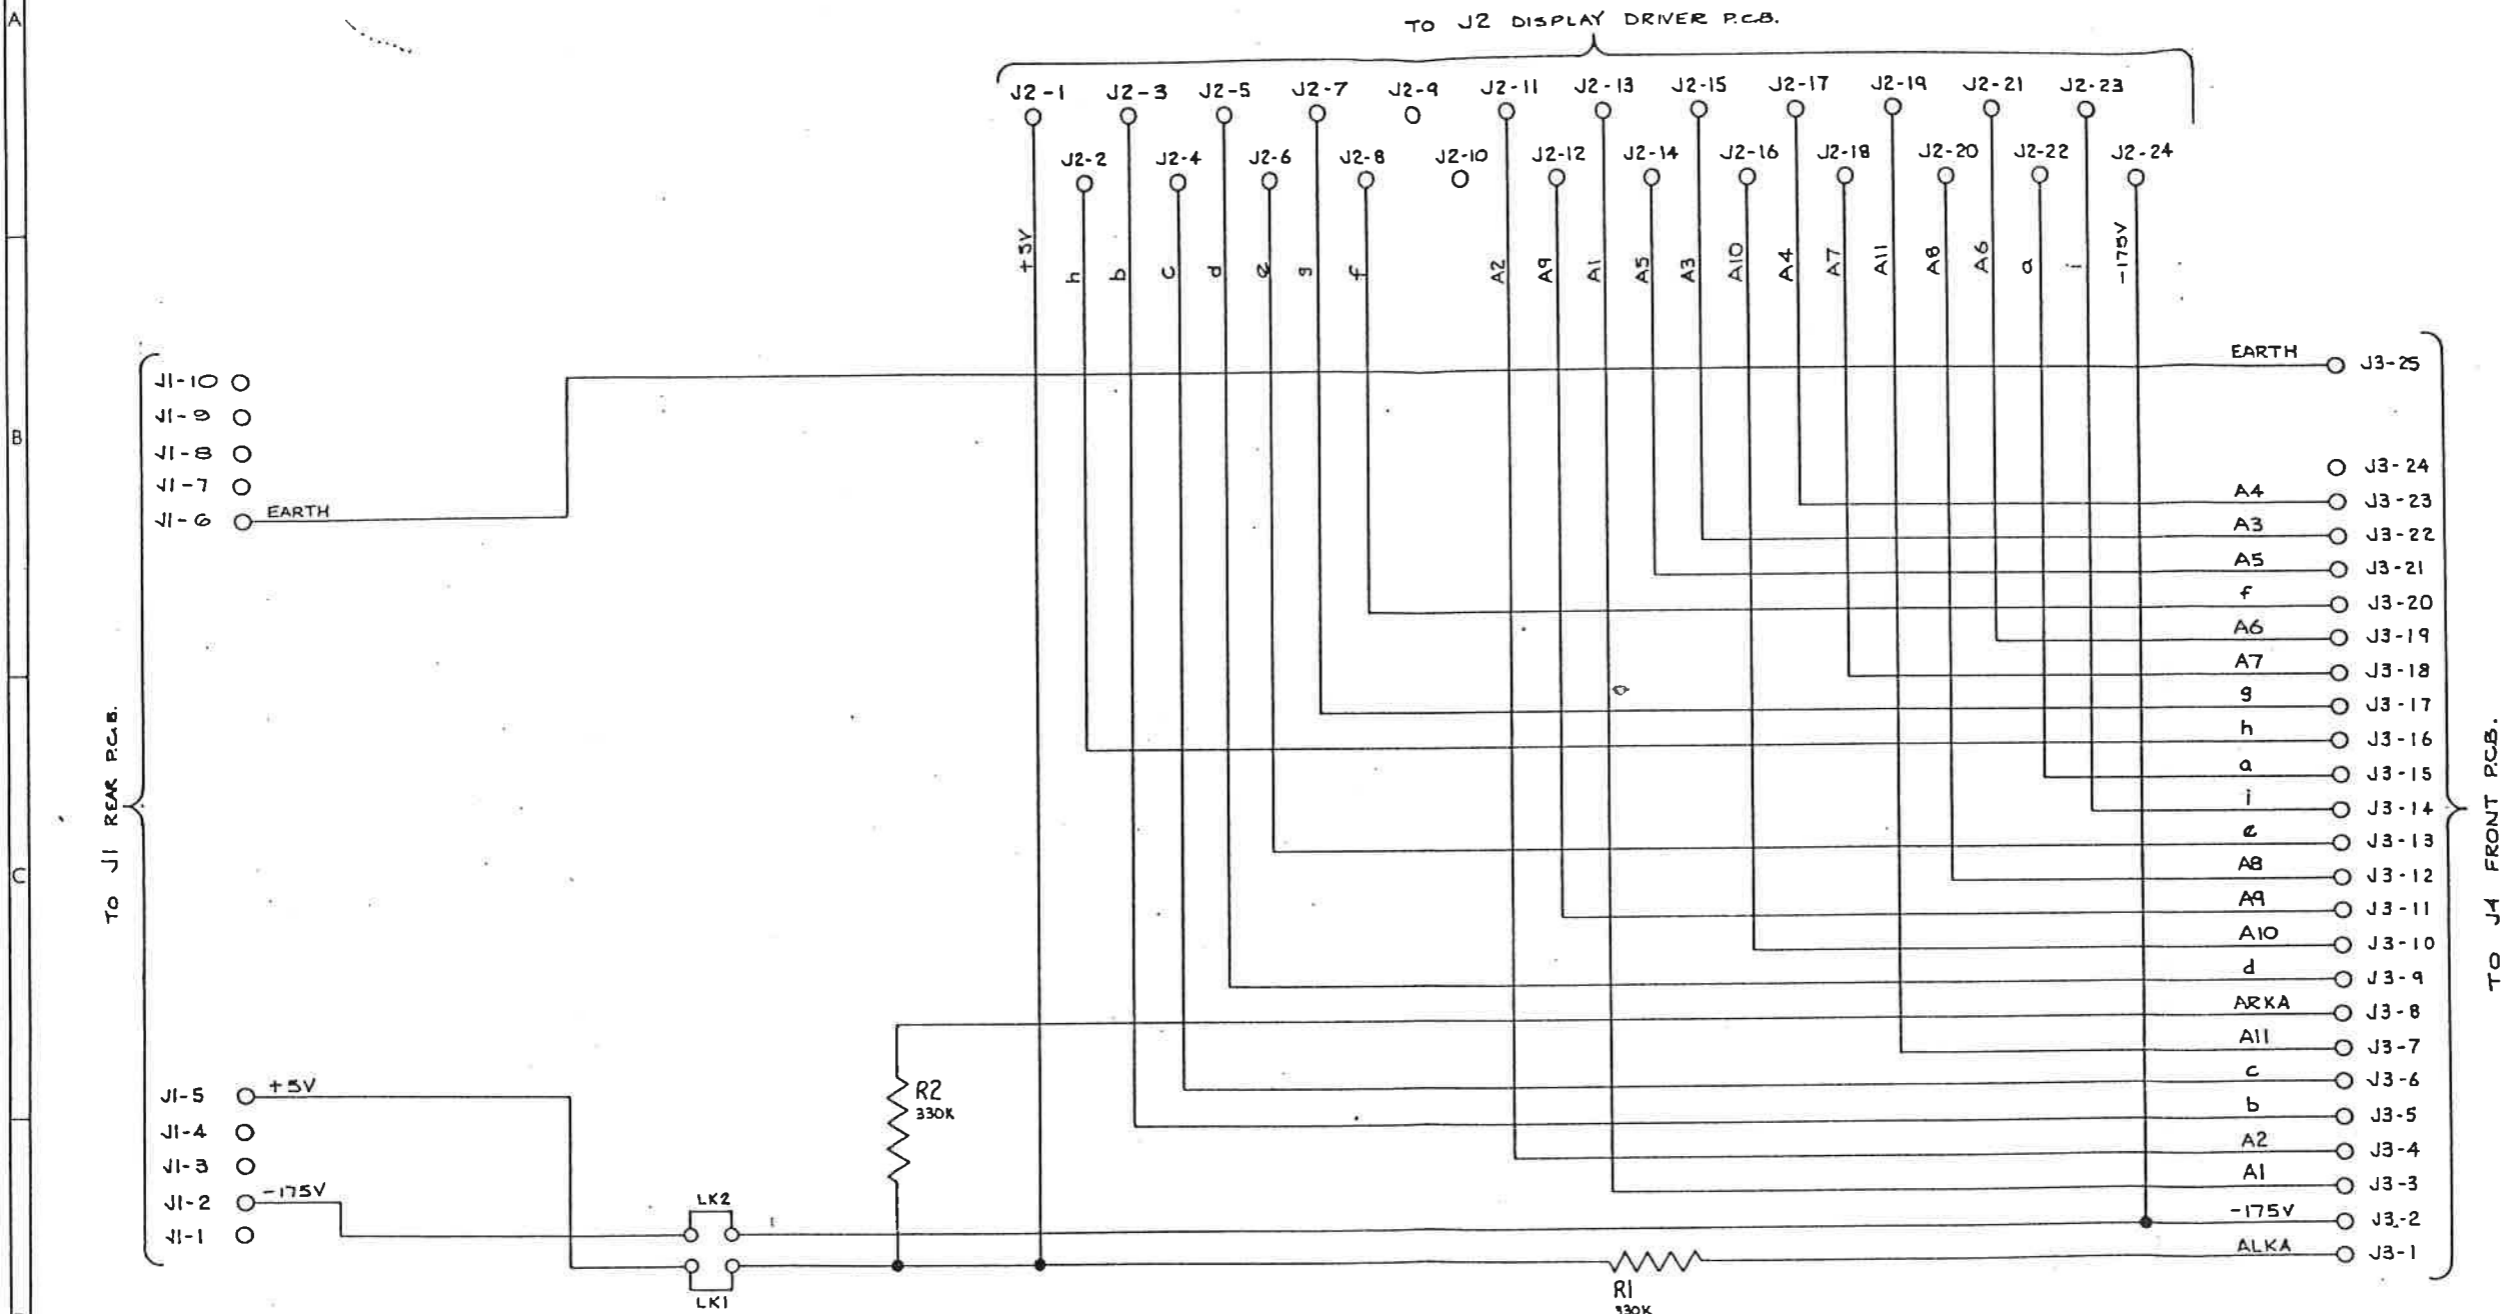 A
TO J2 DISPLAY DRIVER P.C.B.
J2-1 J2-3 J2-5 J2-7 J2-9 J2-11 J2-13 J2-15 J2-17 J2-19 J2-21 J2-23
J2-2 J2-4 J2-6 J2-8 J2-10 J2-12 J2-14 J2-16 J2-18 J2-20 J2-22 J2-24
+5V h b c d e g f A2 A9 A1 A5 A3 A10 A4 A7 A11 A8 A6 a i -175V
EARTH J3-25
J1-10
J1-9
B
J1-8
J1-7
J1-6 EARTH
J3-24
A4 J3-23
A3 J3-22
A5 J3-21
f J3-20
A6 J3-19
A7 J3-18
g J3-17
h J3-16
a J3-15
i J3-14
e J3-13
A8 J3-12
A9 J3-11
A10 J3-10
d J3-9
ARKA J3-8
A11 J3-7
c J3-6
b J3-5
A2 J3-4
A1 J3-3
-175V J3-2
ALKA J3-1
TO J1 REAR P.C.B.
C
TO J4 FRONT P.C.B.
J1-5 +5V
J1-4
J1-3
J1-2 -175V
J1-1
R2
330K
LK2
LK1
R1
330K